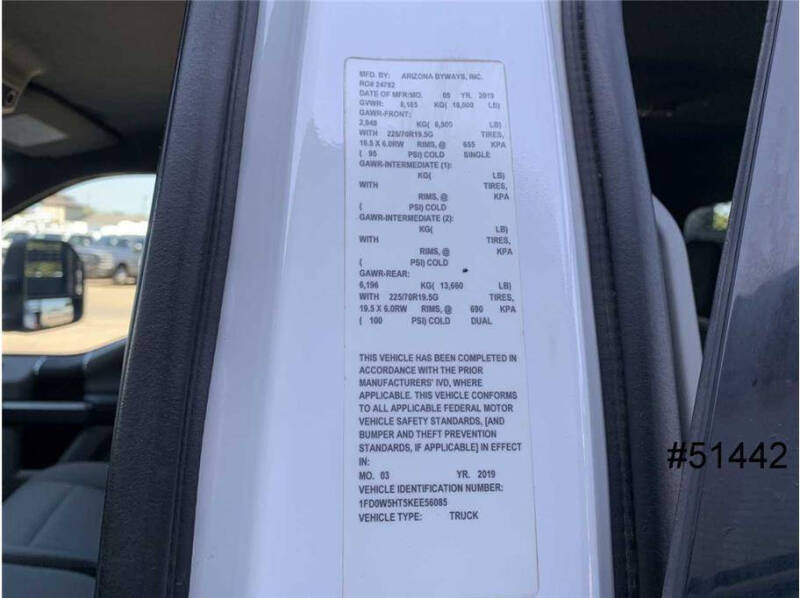 MFD. BY: ARIZONA BYWAYS, INC.
RO# 24792
DATE OF MFR:MO. 05 YR. 2019
GVWR: 8,165 KG( 18,000 LB)
GAWR-FRONT:
2,948 KG( 6,500 LB)
WITH 225/70R19.5G TIRES,
19.5 X 6.0RW RIMS, @ 655 KPA
( 95 PSI) COLD SINGLE
GAWR-INTERMEDIATE (1):
KG( LB)
WITH TIRES,
RIMS, @ KPA
( PSI) COLD
GAWR-INTERMEDIATE (2):
KG( LB)
WITH TIRES,
RIMS, @ KPA
( PSI) COLD
GAWR-REAR:
6,196 KG( 13,660 LB)
WITH 225/70R19.5G TIRES,
19.5 X 6.0RW RIMS, @ 690 KPA
( 100 PSI) COLD DUAL
THIS VEHICLE HAS BEEN COMPLETED IN
ACCORDANCE WITH THE PRIOR
MANUFACTURERS' IVD, WHERE
APPLICABLE. THIS VEHICLE CONFORMS
TO ALL APPLICABLE FEDERAL MOTOR
VEHICLE SAFETY STANDARDS, [AND
BUMPER AND THEFT PREVENTION
STANDARDS, IF APPLICABLE] IN EFFECT
IN:
MO. 03 YR. 2019
VEHICLE IDENTIFICATION NUMBER:
1FD0W5HT5KEE56085
VEHICLE TYPE: TRUCK
#51442